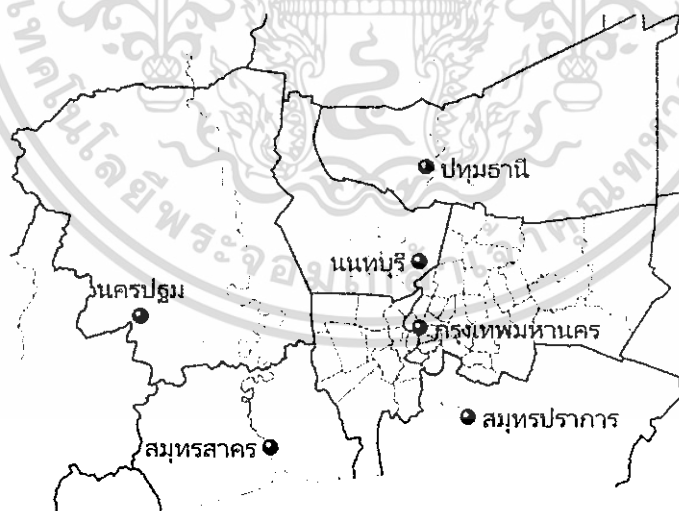 ปทุมธานี
นนทบุรี
นครปฐม
กรุงเทพมหานคร
สมุทรปราการ
สมุทรสาคร